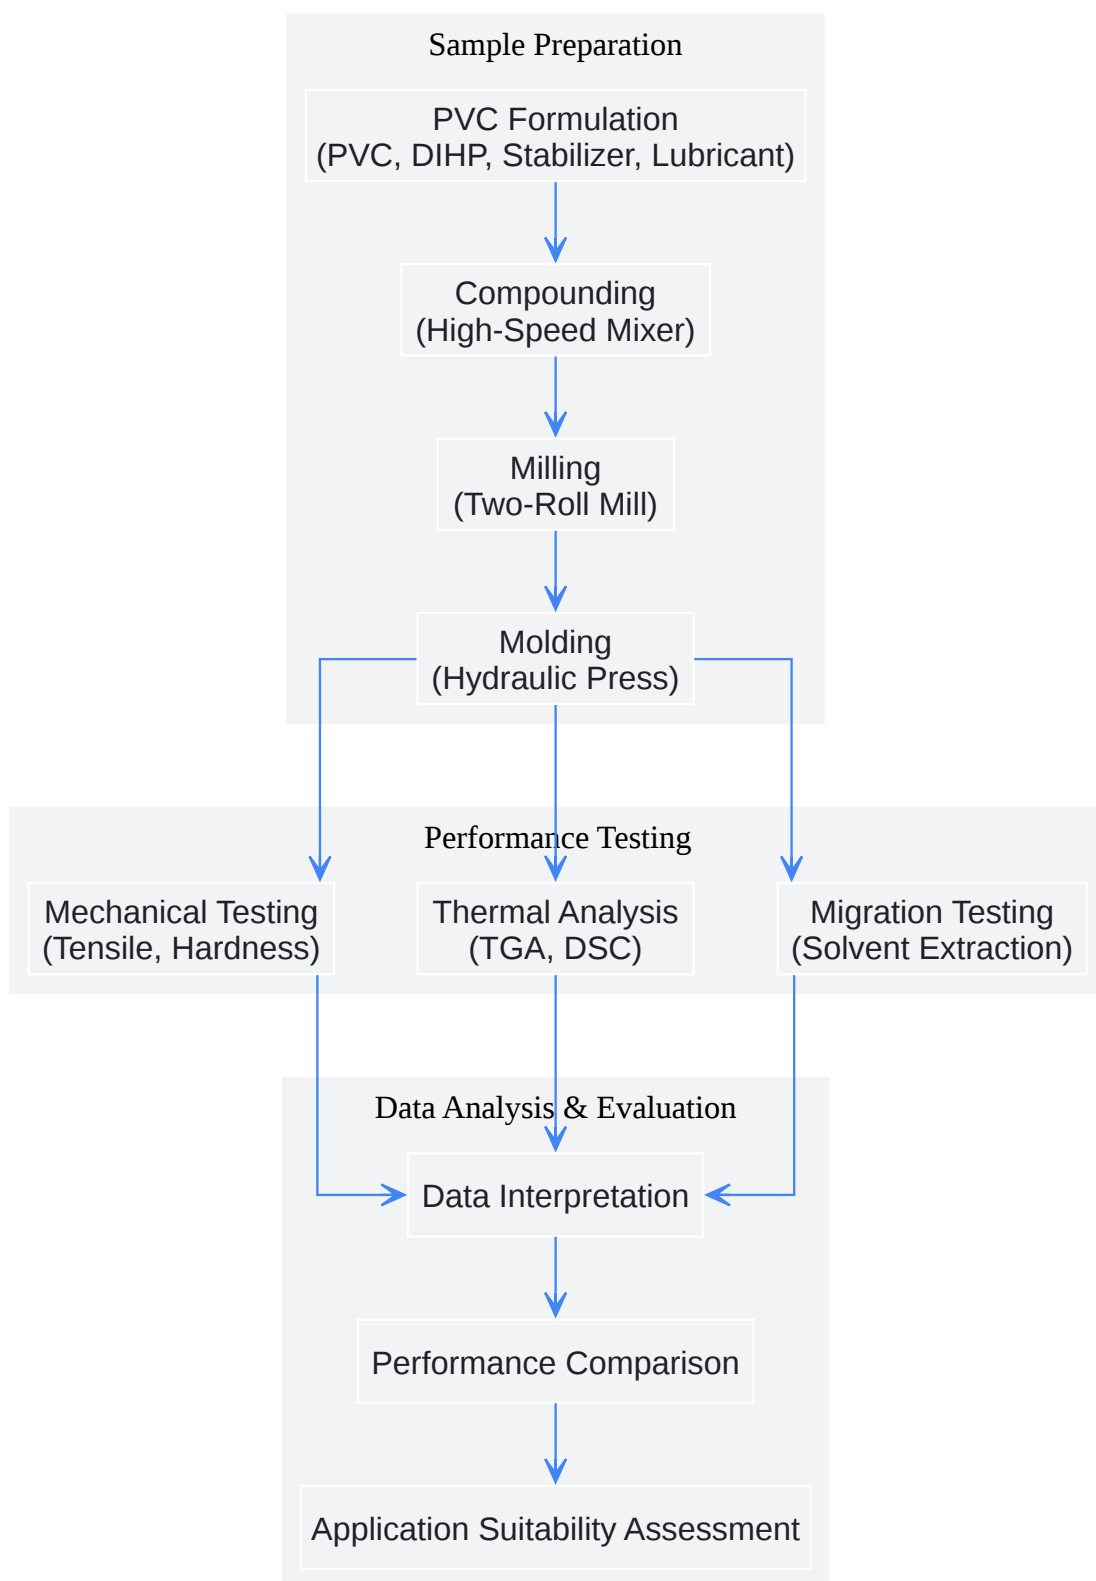 Sample Preparation
PVC Formulation
(PVC, DIHP, Stabilizer, Lubricant)
Compounding
(High-Speed Mixer)
Milling
(Two-Roll Mill)
Molding
(Hydraulic Press)
Performance Testing
Mechanical Testing
(Tensile, Hardness)
Thermal Analysis
(TGA, DSC)
Migration Testing
(Solvent Extraction)
Data Analysis & Evaluation
Data Interpretation
Performance Comparison
Application Suitability Assessment